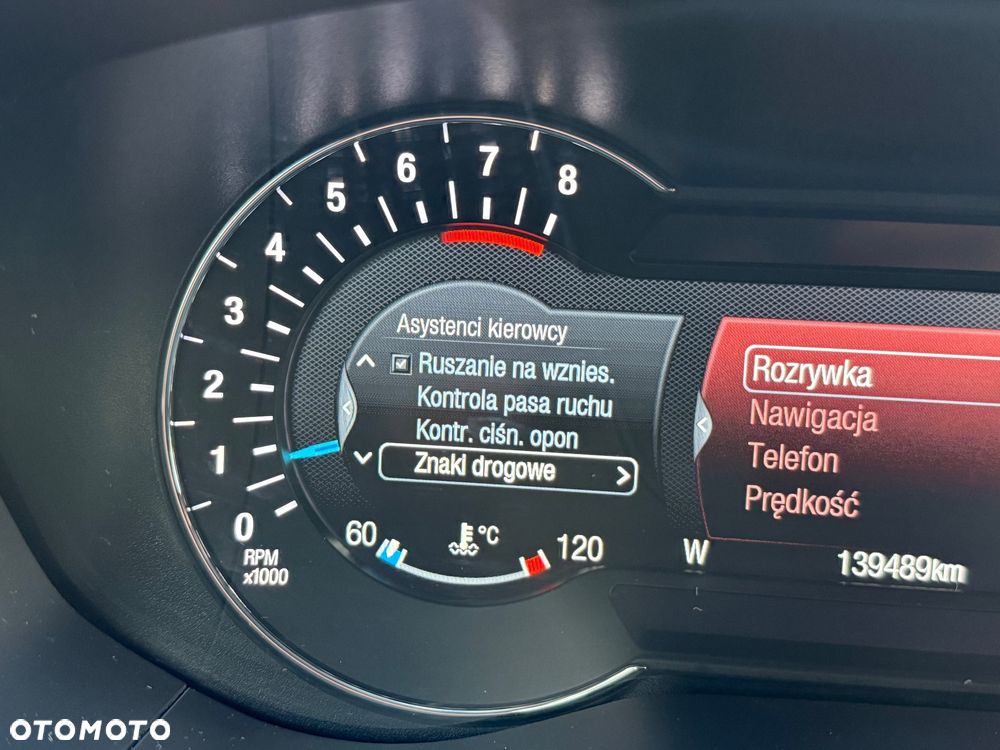 8
7
6
5
4
3
2
1
0
RPM
x1000
Asystenci kierowcy
Ruszanie na wznies.
Kontrola pasa ruchu
Kontr. ciśn. opon
Znaki drogowe
60
°C
120
Rozrywka
Nawigacja
Telefon
Prędkość
W
139489km
OTOMOTO